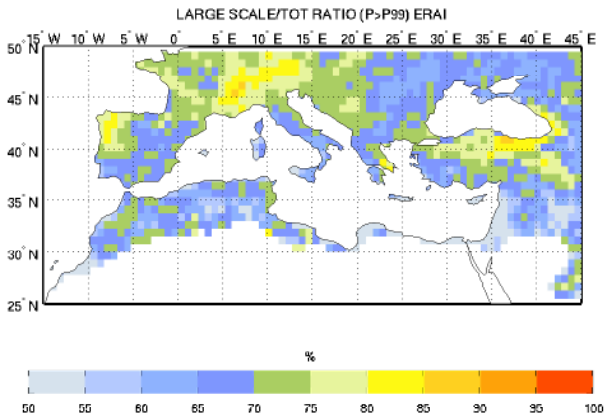 LARGE SCALE/TOT RATIO (P>P99) ERAI
15° W 10° W 5° W 0° 5° E 10° E 15° E 20° E 25° E 30° E 35° E 40° E 45° E
50° N
45° N
40° N
35° N
30° N
25° N
%
50 55 60 65 70 75 80 85 90 95 100